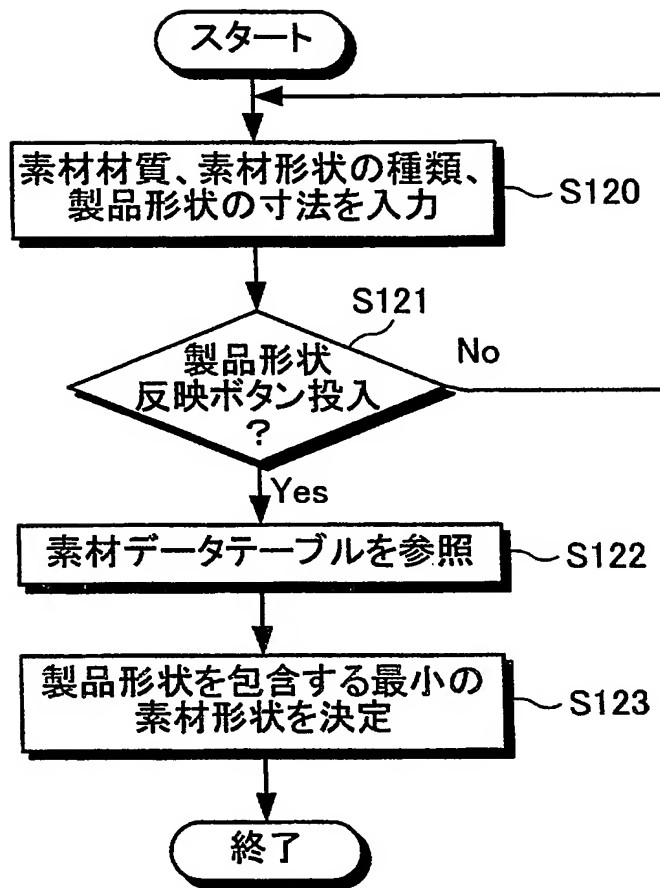 スタート
素材材質、素材形状の種類、
製品形状の寸法を入力
S120
S121
製品形状
反映ボタン投入
?
No
Yes
素材データテーブルを参照
S122
製品形状を包含する最小の
素材形状を決定
S123
終了